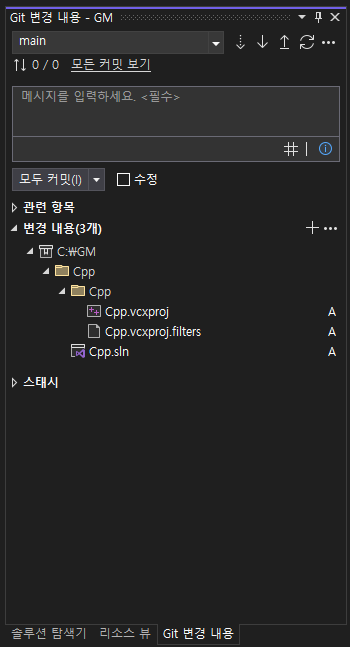 Git 변경 내용 - GM
main
0 / 0 모든 커밋 보기
메시지를 입력하세요. <필수>
모두 커밋(I) 수정
관련 항목
변경 내용(3개)
C:₩GM
Cpp
Cpp
Cpp.vcxproj A
Cpp.vcxproj.filters A
Cpp.sln A
스태시
솔루션 탐색기 리소스 뷰 Git 변경 내용